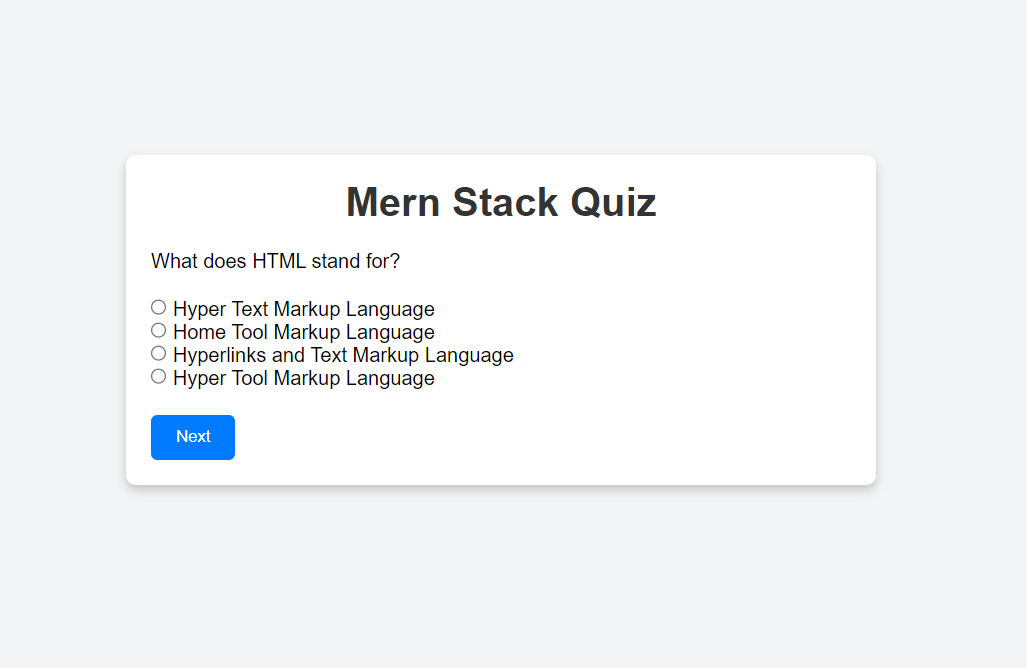 Mern Stack Quiz
What does HTML stand for?
Hyper Text Markup Language
Home Tool Markup Language
Hyperlinks and Text Markup Language
Hyper Tool Markup Language
Next